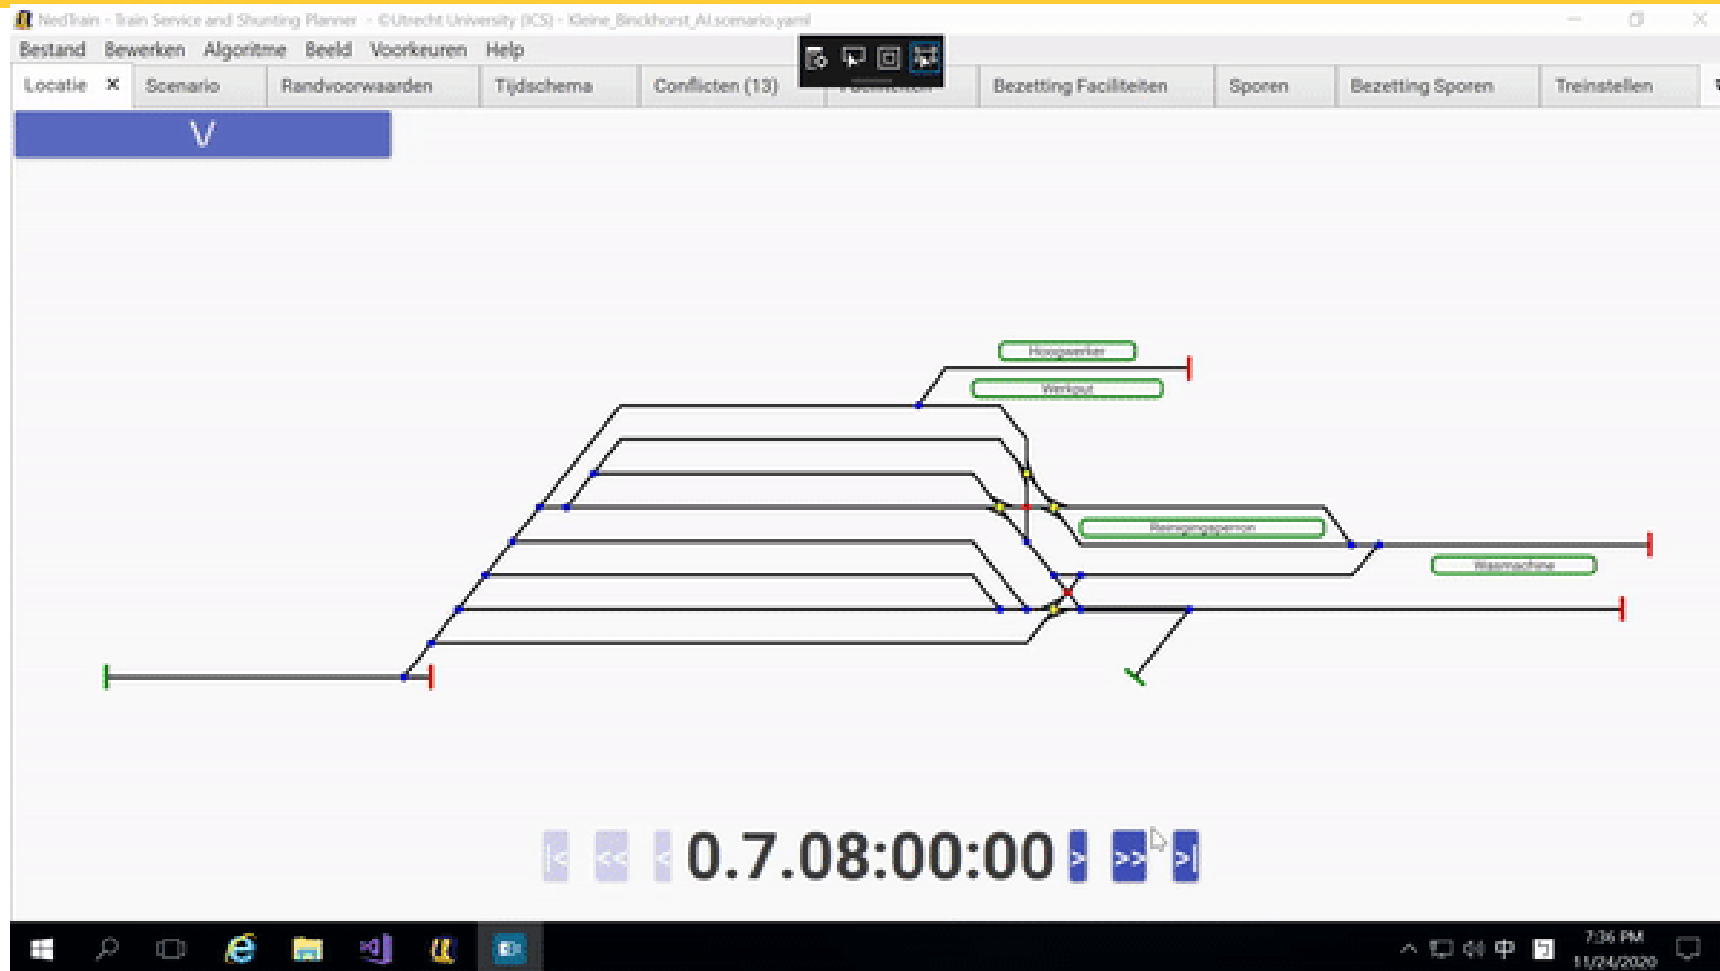 NedTrain - Train Service and Shunting Planner - ©Utrecht University (ICS) - Kleine_Binckhorst_AI.scenario.yaml
Bestand Bewerken Algoritme Beeld Voorkeuren Help
Locatie X Scenario Randvoorwaarden Tijdschema Conflicten (13) Faciliteiten Bezetting Faciliteiten Sporen Bezetting Sporen Treinstellen
V
Hoogwerker
Werkput
Reinigingsperron
Wasmachine
|< << < 0.7.08:00:00 > >> >|
中
7:36 PM
11/24/2020